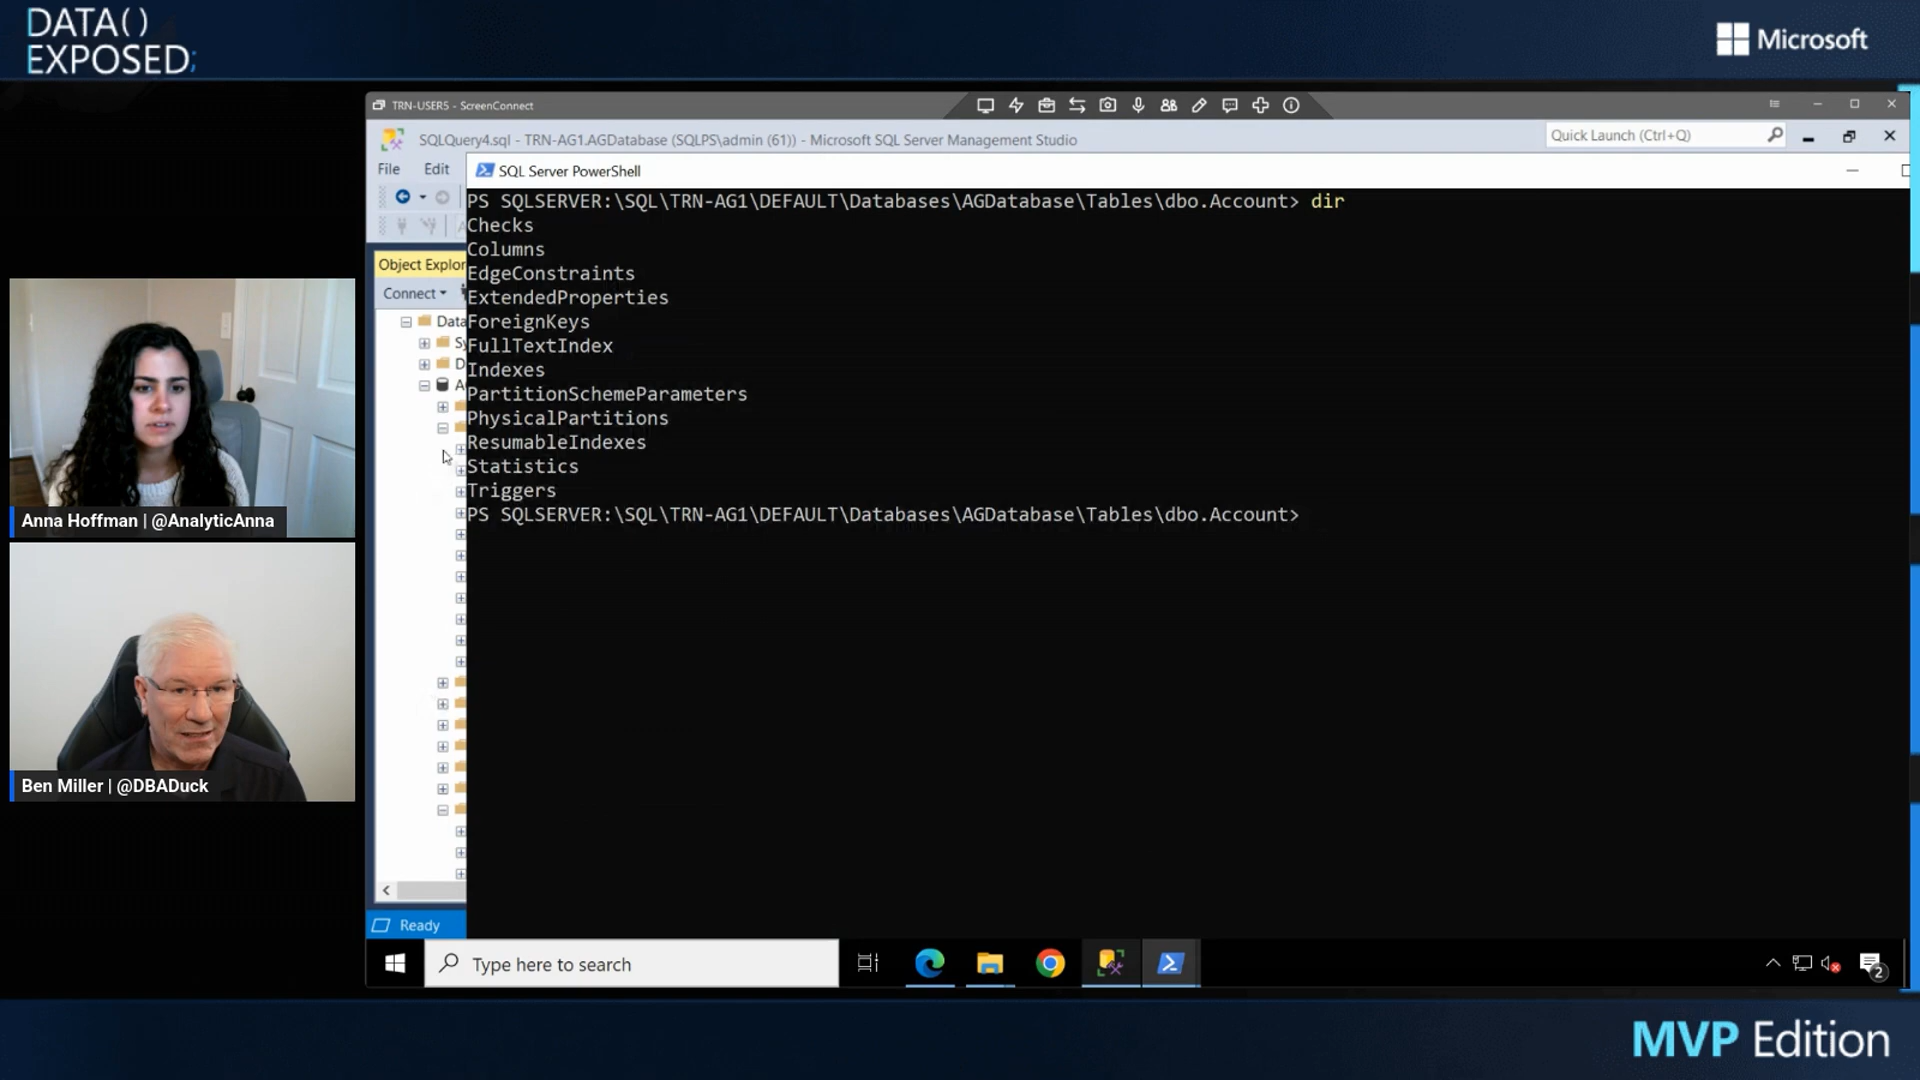 DATA()
EXPOSED;
Microsoft
TRN-USER5 - ScreenConnect
SQLQuery4.sql - TRN-AG1.AGDatabase (SQLPS\admin (61)) - Microsoft SQL Server Management Studio
Quick Launch (Ctrl+Q)
File Edit
SQL Server PowerShell
PS SQLSERVER:\SQL\TRN-AG1\DEFAULT\Databases\AGDatabase\Tables\dbo.Account> dir
Checks
Columns
EdgeConstraints
ExtendedProperties
ForeignKeys
FullTextIndex
Indexes
PartitionSchemeParameters
PhysicalPartitions
ResumableIndexes
Statistics
Triggers
PS SQLSERVER:\SQL\TRN-AG1\DEFAULT\Databases\AGDatabase\Tables\dbo.Account>
Object Explor
Connect
Data
Sy
D
A
Ready
Type here to search
2
Anna Hoffman | @AnalyticAnna
Ben Miller | @DBADuck
MVP Edition